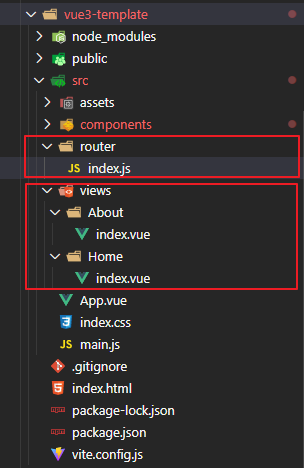 vue3-template
node_modules
public
src
assets
components
router
JS index.js
views
About
index.vue
Home
index.vue
App.vue
index.css
main.js
.gitignore
index.html
package-lock.json
package.json
vite.config.js